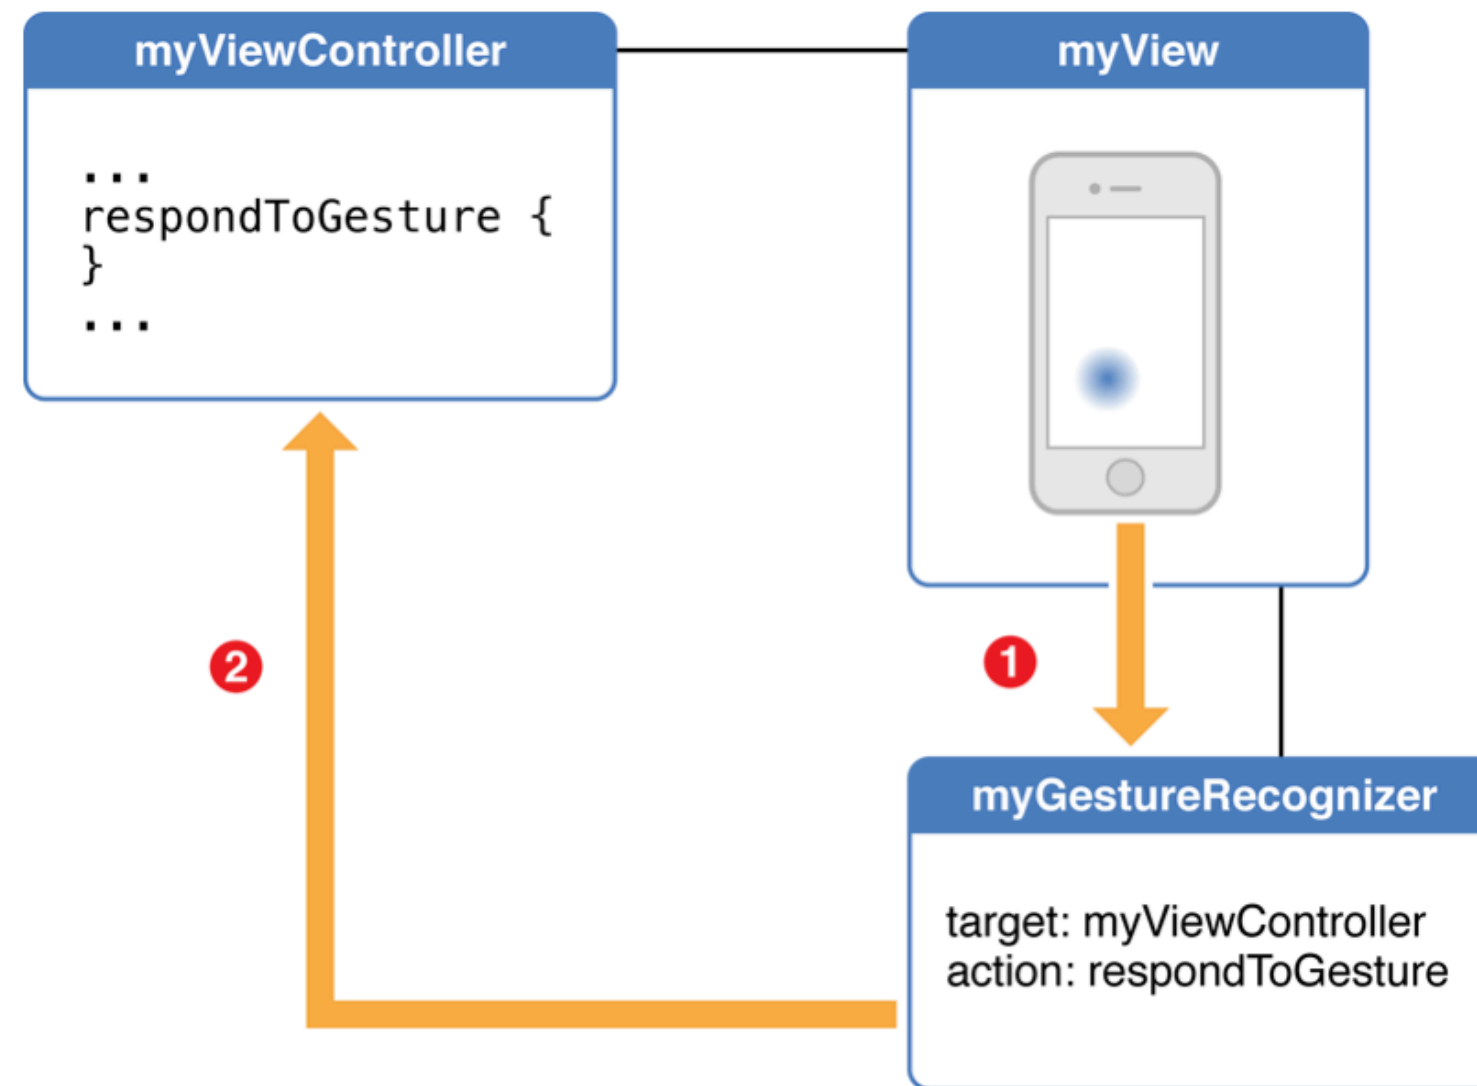 myViewController
myView
...
respondToGesture {
}
...
2
1
myGestureRecognizer
target: myViewController
action: respondToGesture